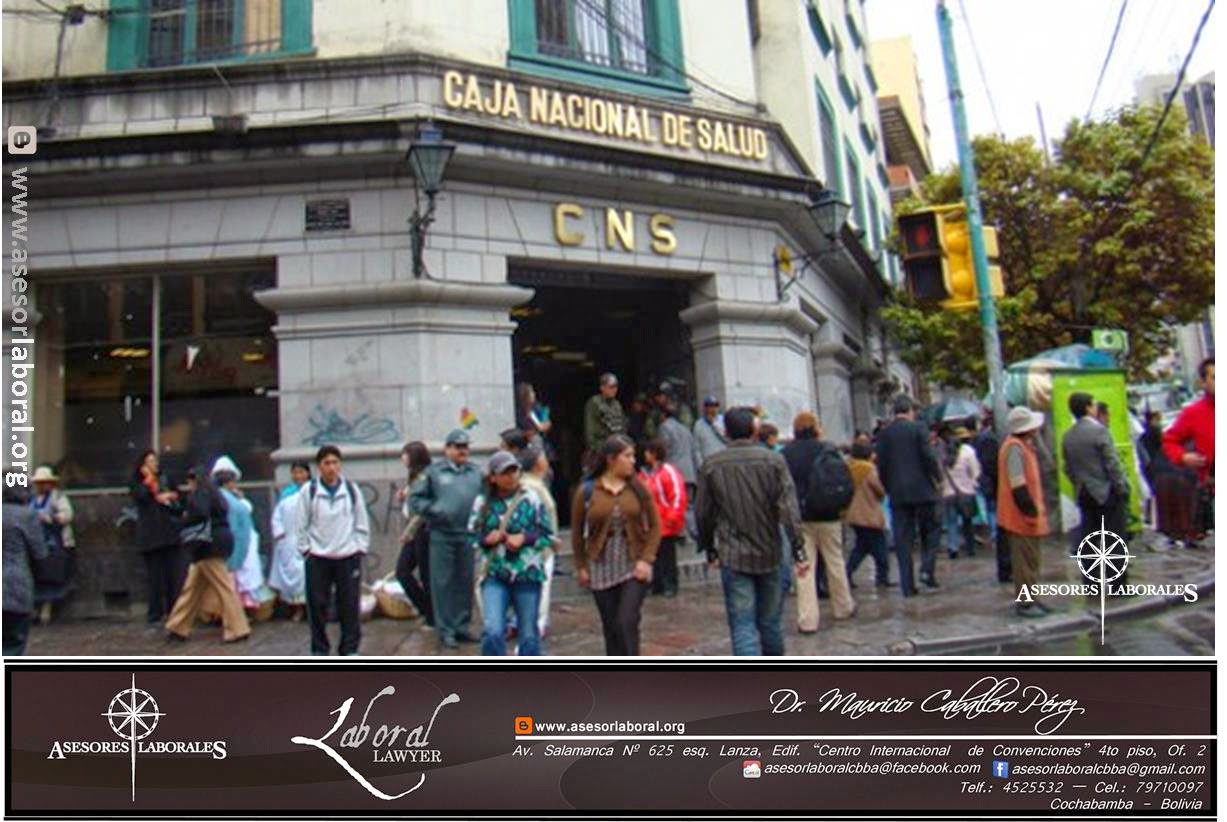 CAJA NACIONAL DE SALUD
CNS
www.asesorlaboral.org
ASESORES LABORALES
ASESORES LABORALES
Laboral
LAWYER
Dr. Mauricio Caballero Pérez
www.asesorlaboral.org
Av. Salamanca Nº 625 esq. Lanza, Edif. “Centro Internacional de Convenciones” 4to piso, Of. 2
asesorlaboralcbba@facebook.com asesorlaboralcbba@gmail.com
Telf.: 4525532 — Cel.: 79710097
Cochabamba – Bolivia